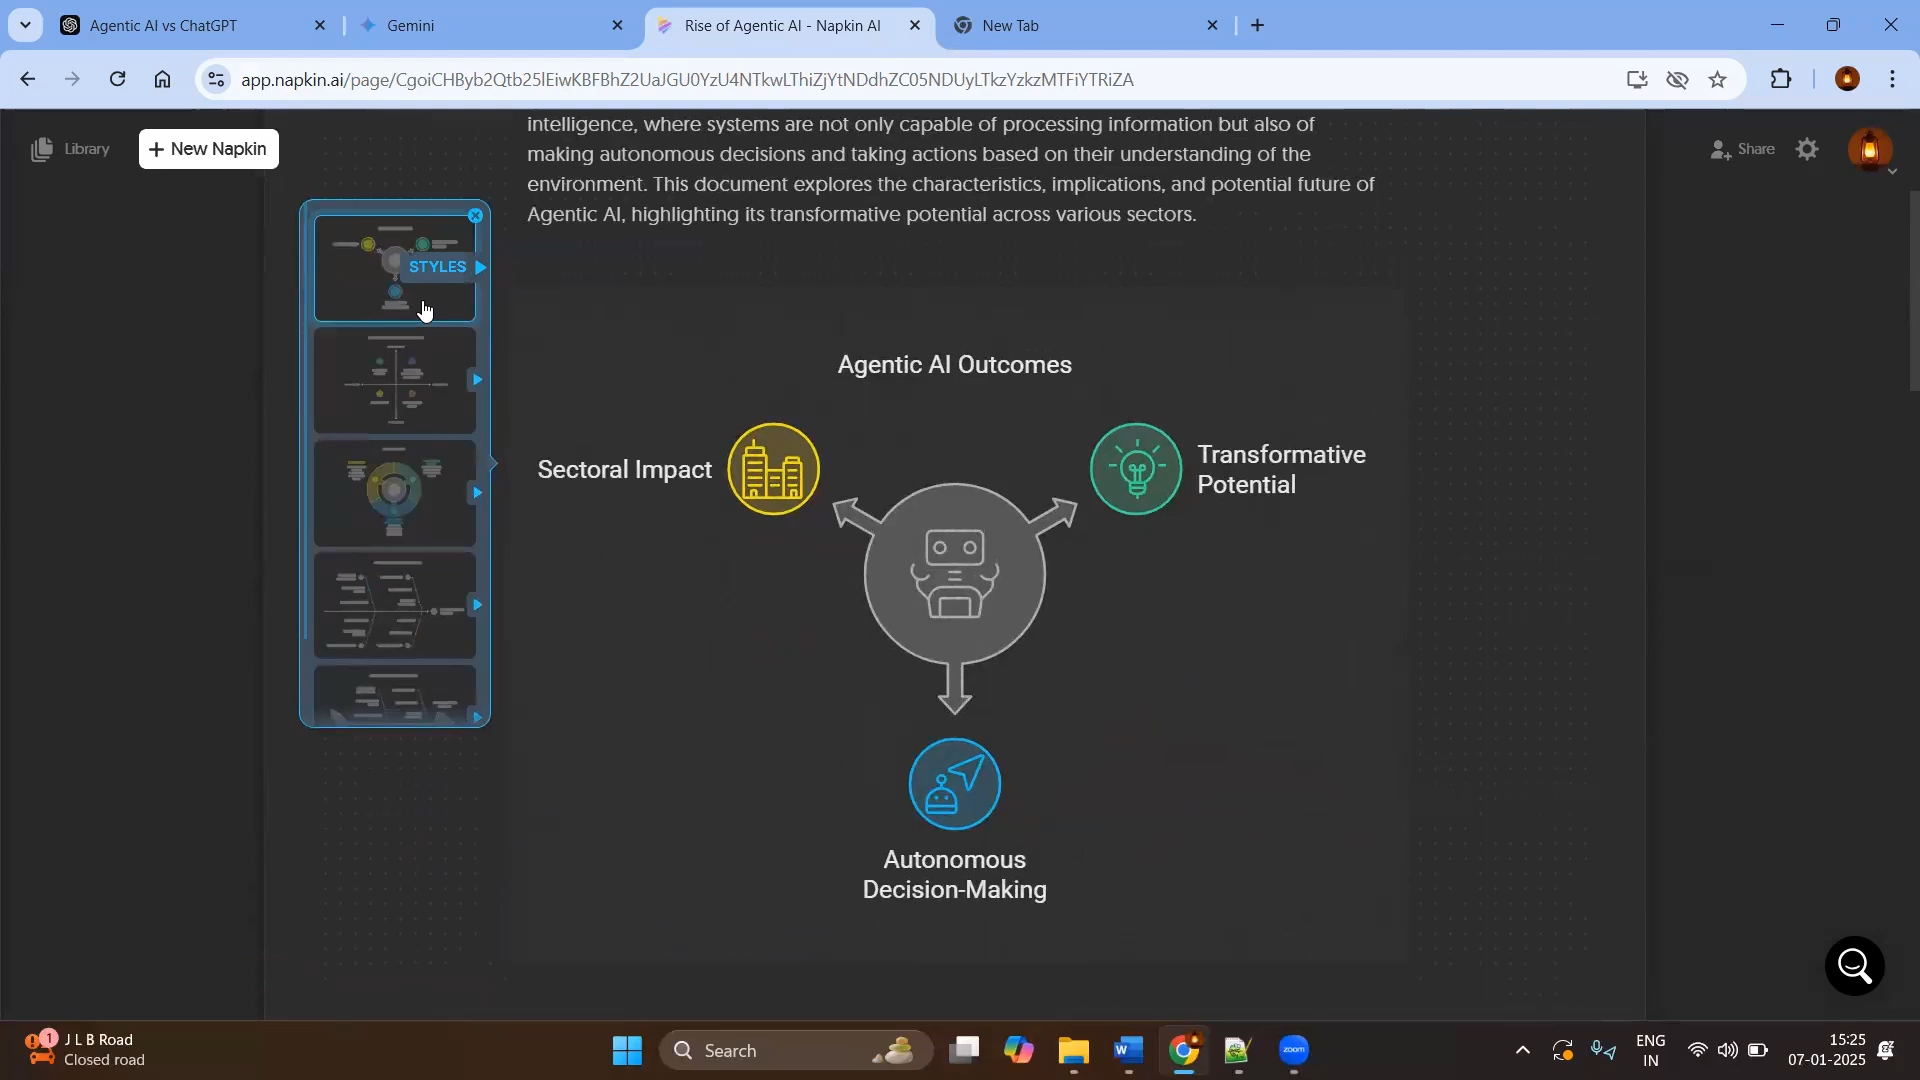 Agentic AI vs ChatGPT
Gemini
Rise of Agentic AI - Napkin AI
New Tab
app.napkin.ai/page/CgoiCHByb2Qtb25lEiwKBFBhZ2UaJGU0YzU4NTkwLThiZjYtNDdhZC05NDUyLTkzYzkzMTFiYTRiZA
Library
+ New Napkin
Share
intelligence, where systems are not only capable of processing information but also of
making autonomous decisions and taking actions based on their understanding of the
environment. This document explores the characteristics, implications, and potential future of
Agentic AI, highlighting its transformative potential across various sectors.
STYLES
Agentic AI Outcomes
Sectoral Impact
Transformative
Potential
Autonomous
Decision-Making
1
J L B Road
Closed road
Search
W
zoom
ENG
IN
15:25
07-01-2025